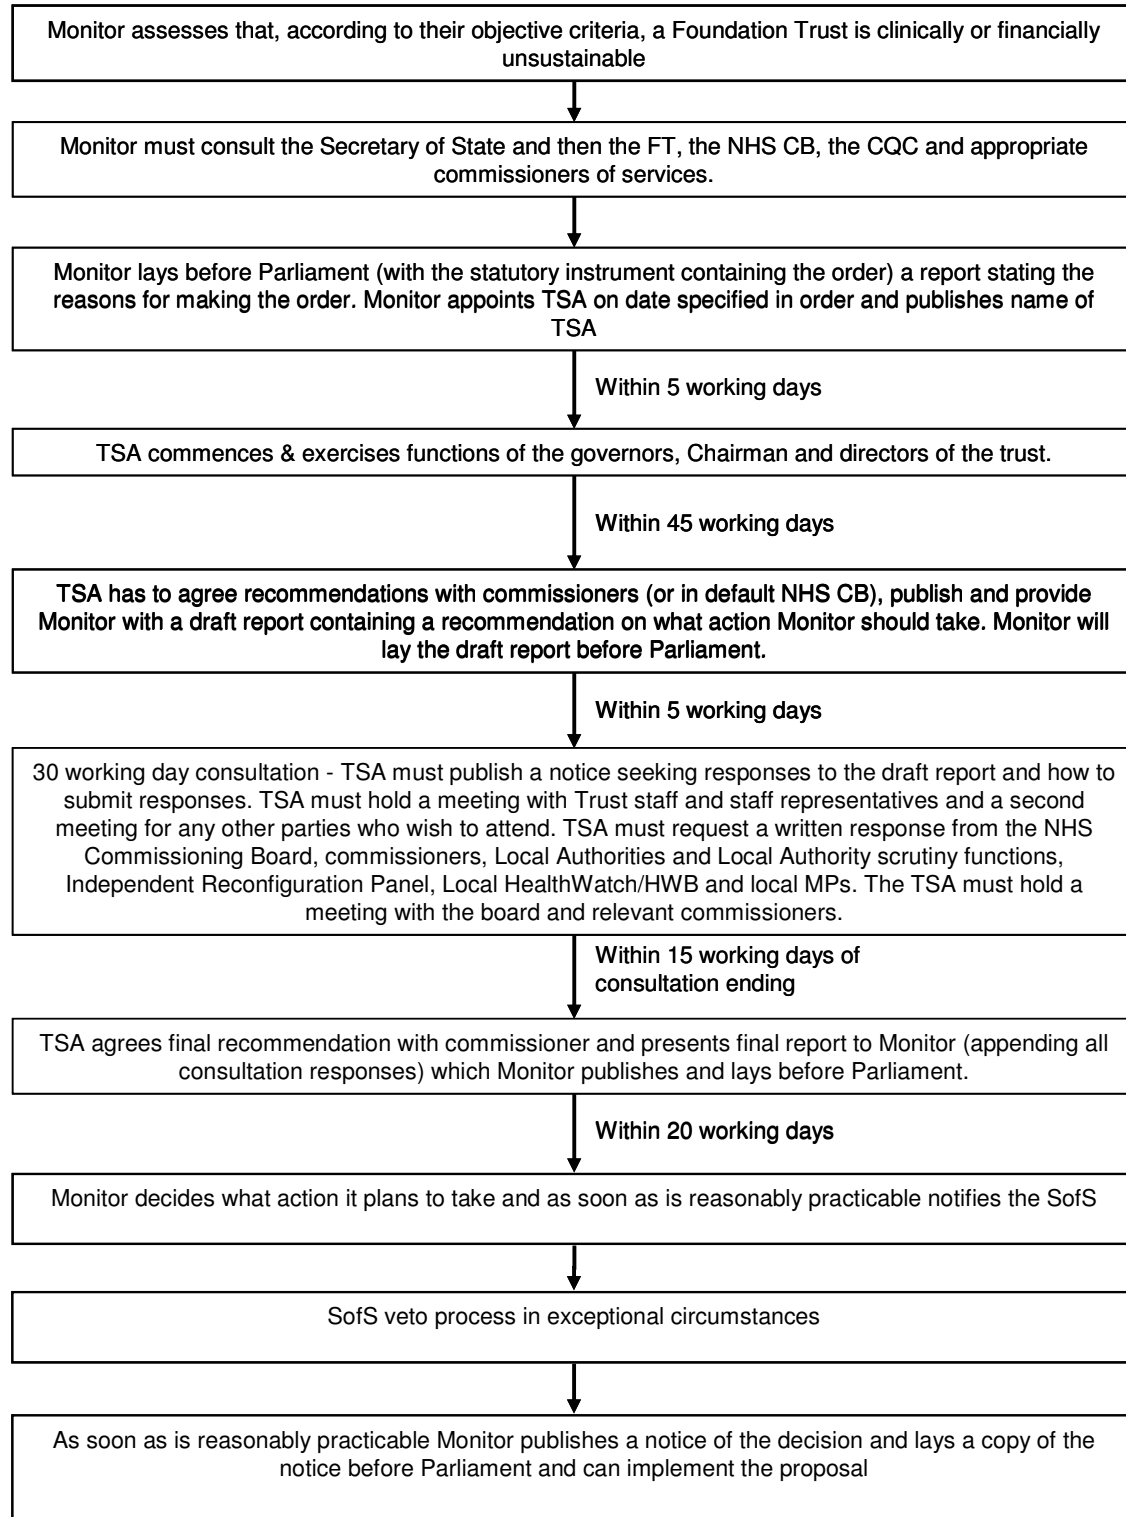 Monitor assesses that, according to their objective criteria, a Foundation Trust is clinically or financially
unsustainable
Monitor must consult the Secretary of State and then the FT, the NHS CB, the CQC and appropriate
commissioners of services.
Monitor lays before Parliament (with the statutory instrument containing the order) a report stating the
reasons for making the order. Monitor appoints TSA on date specified in order and publishes name of
TSA
Within 5 working days
TSA commences & exercises functions of the governors, Chairman and directors of the trust.
Within 45 working days
TSA has to agree recommendations with commissioners (or in default NHS CB), publish and provide
Monitor with a draft report containing a recommendation on what action Monitor should take. Monitor will
lay the draft report before Parliament.
Within 5 working days
30 working day consultation - TSA must publish a notice seeking responses to the draft report and how to
submit responses. TSA must hold a meeting with Trust staff and staff representatives and a second
meeting for any other parties who wish to attend. TSA must request a written response from the NHS
Commissioning Board, commissioners, Local Authorities and Local Authority scrutiny functions,
Independent Reconfiguration Panel, Local HealthWatch/HWB and local MPs. The TSA must hold a
meeting with the board and relevant commissioners.
Within 15 working days of
consultation ending
TSA agrees final recommendation with commissioner and presents final report to Monitor (appending all
consultation responses) which Monitor publishes and lays before Parliament.
Within 20 working days
Monitor decides what action it plans to take and as soon as is reasonably practicable notifies the SofS
SofS veto process in exceptional circumstances
As soon as is reasonably practicable Monitor publishes a notice of the decision and lays a copy of the
notice before Parliament and can implement the proposal